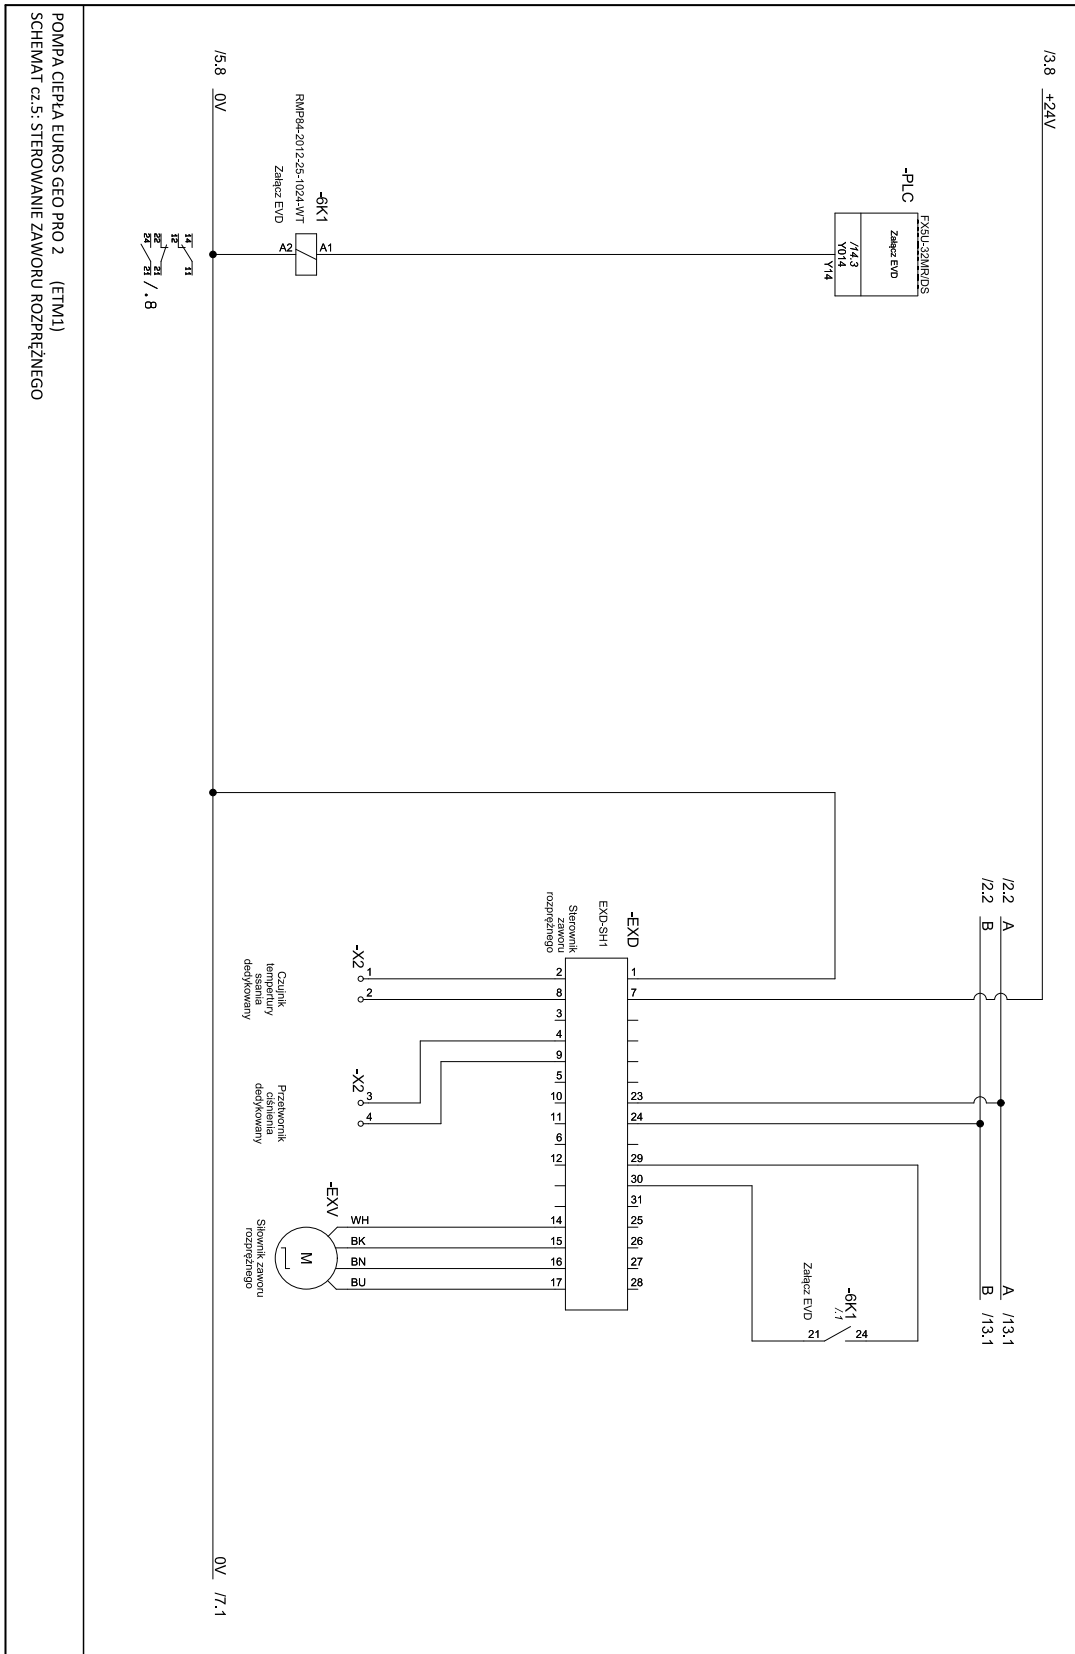 /3.8 +24V
/2.2 A
/2.2 B
A /13.1
B /13.1
-PLC
FX5U-32MR/DS
Załącz EVD
/14.3
Y014
Y14
-6K1
RMP84-2012-25-1024-WT
Załącz EVD
A1
A2
/5.8 0V
0V /7.1
14
12
11
22
21
24
21
/.8
-EXD
EXD-SH1
Sterownik
zaworu
rozprężnego
1
7
23
24
29
30
31
25
26
27
28
2
8
3
4
9
5
10
11
6
12
14
15
16
17
-6K1
/.1
Załącz EVD
21
24
-X2
1
2
Czujnik
tempertury
ssania
dedykowany
-X2
3
4
Przetwornik
ciśnienia
dedykowany
-EXV
WH
BK
BN
BU
M
Siłownik zaworu
rozprężnego
POMPA CIEPŁA EUROS GEO PRO 2 (ETM1)
SCHEMAT cz.5: STEROWANIE ZAWORU ROZPRĘŻNEGO